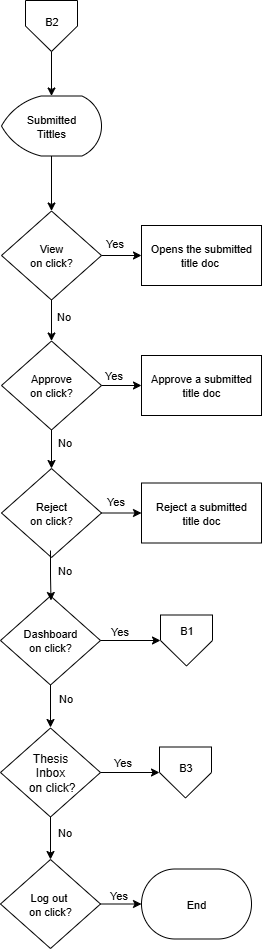 B2
Submitted
Tittles
View
on click?
Yes
Opens the submitted
title doc
No
Approve
on click?
Yes
Approve a submitted
title doc
No
Reject
on click?
Yes
Reject a submitted
title doc
No
Dashboard
on click?
Yes
B1
No
Thesis
Inbox
on click?
Yes
B3
No
Log out
on click?
Yes
End